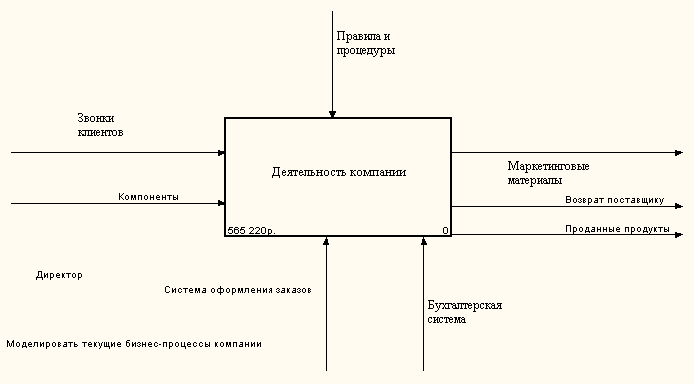 Правила и
процедуры
Звонки
клиентов
Деятельность компании
Маркетинговые
материалы
Компоненты
Возврат поставщику
565 220р.
0
Проданные продукты
Директор
Система оформления заказов
Бухгалтерская
система
Моделировать текущие бизнес-процессы компании